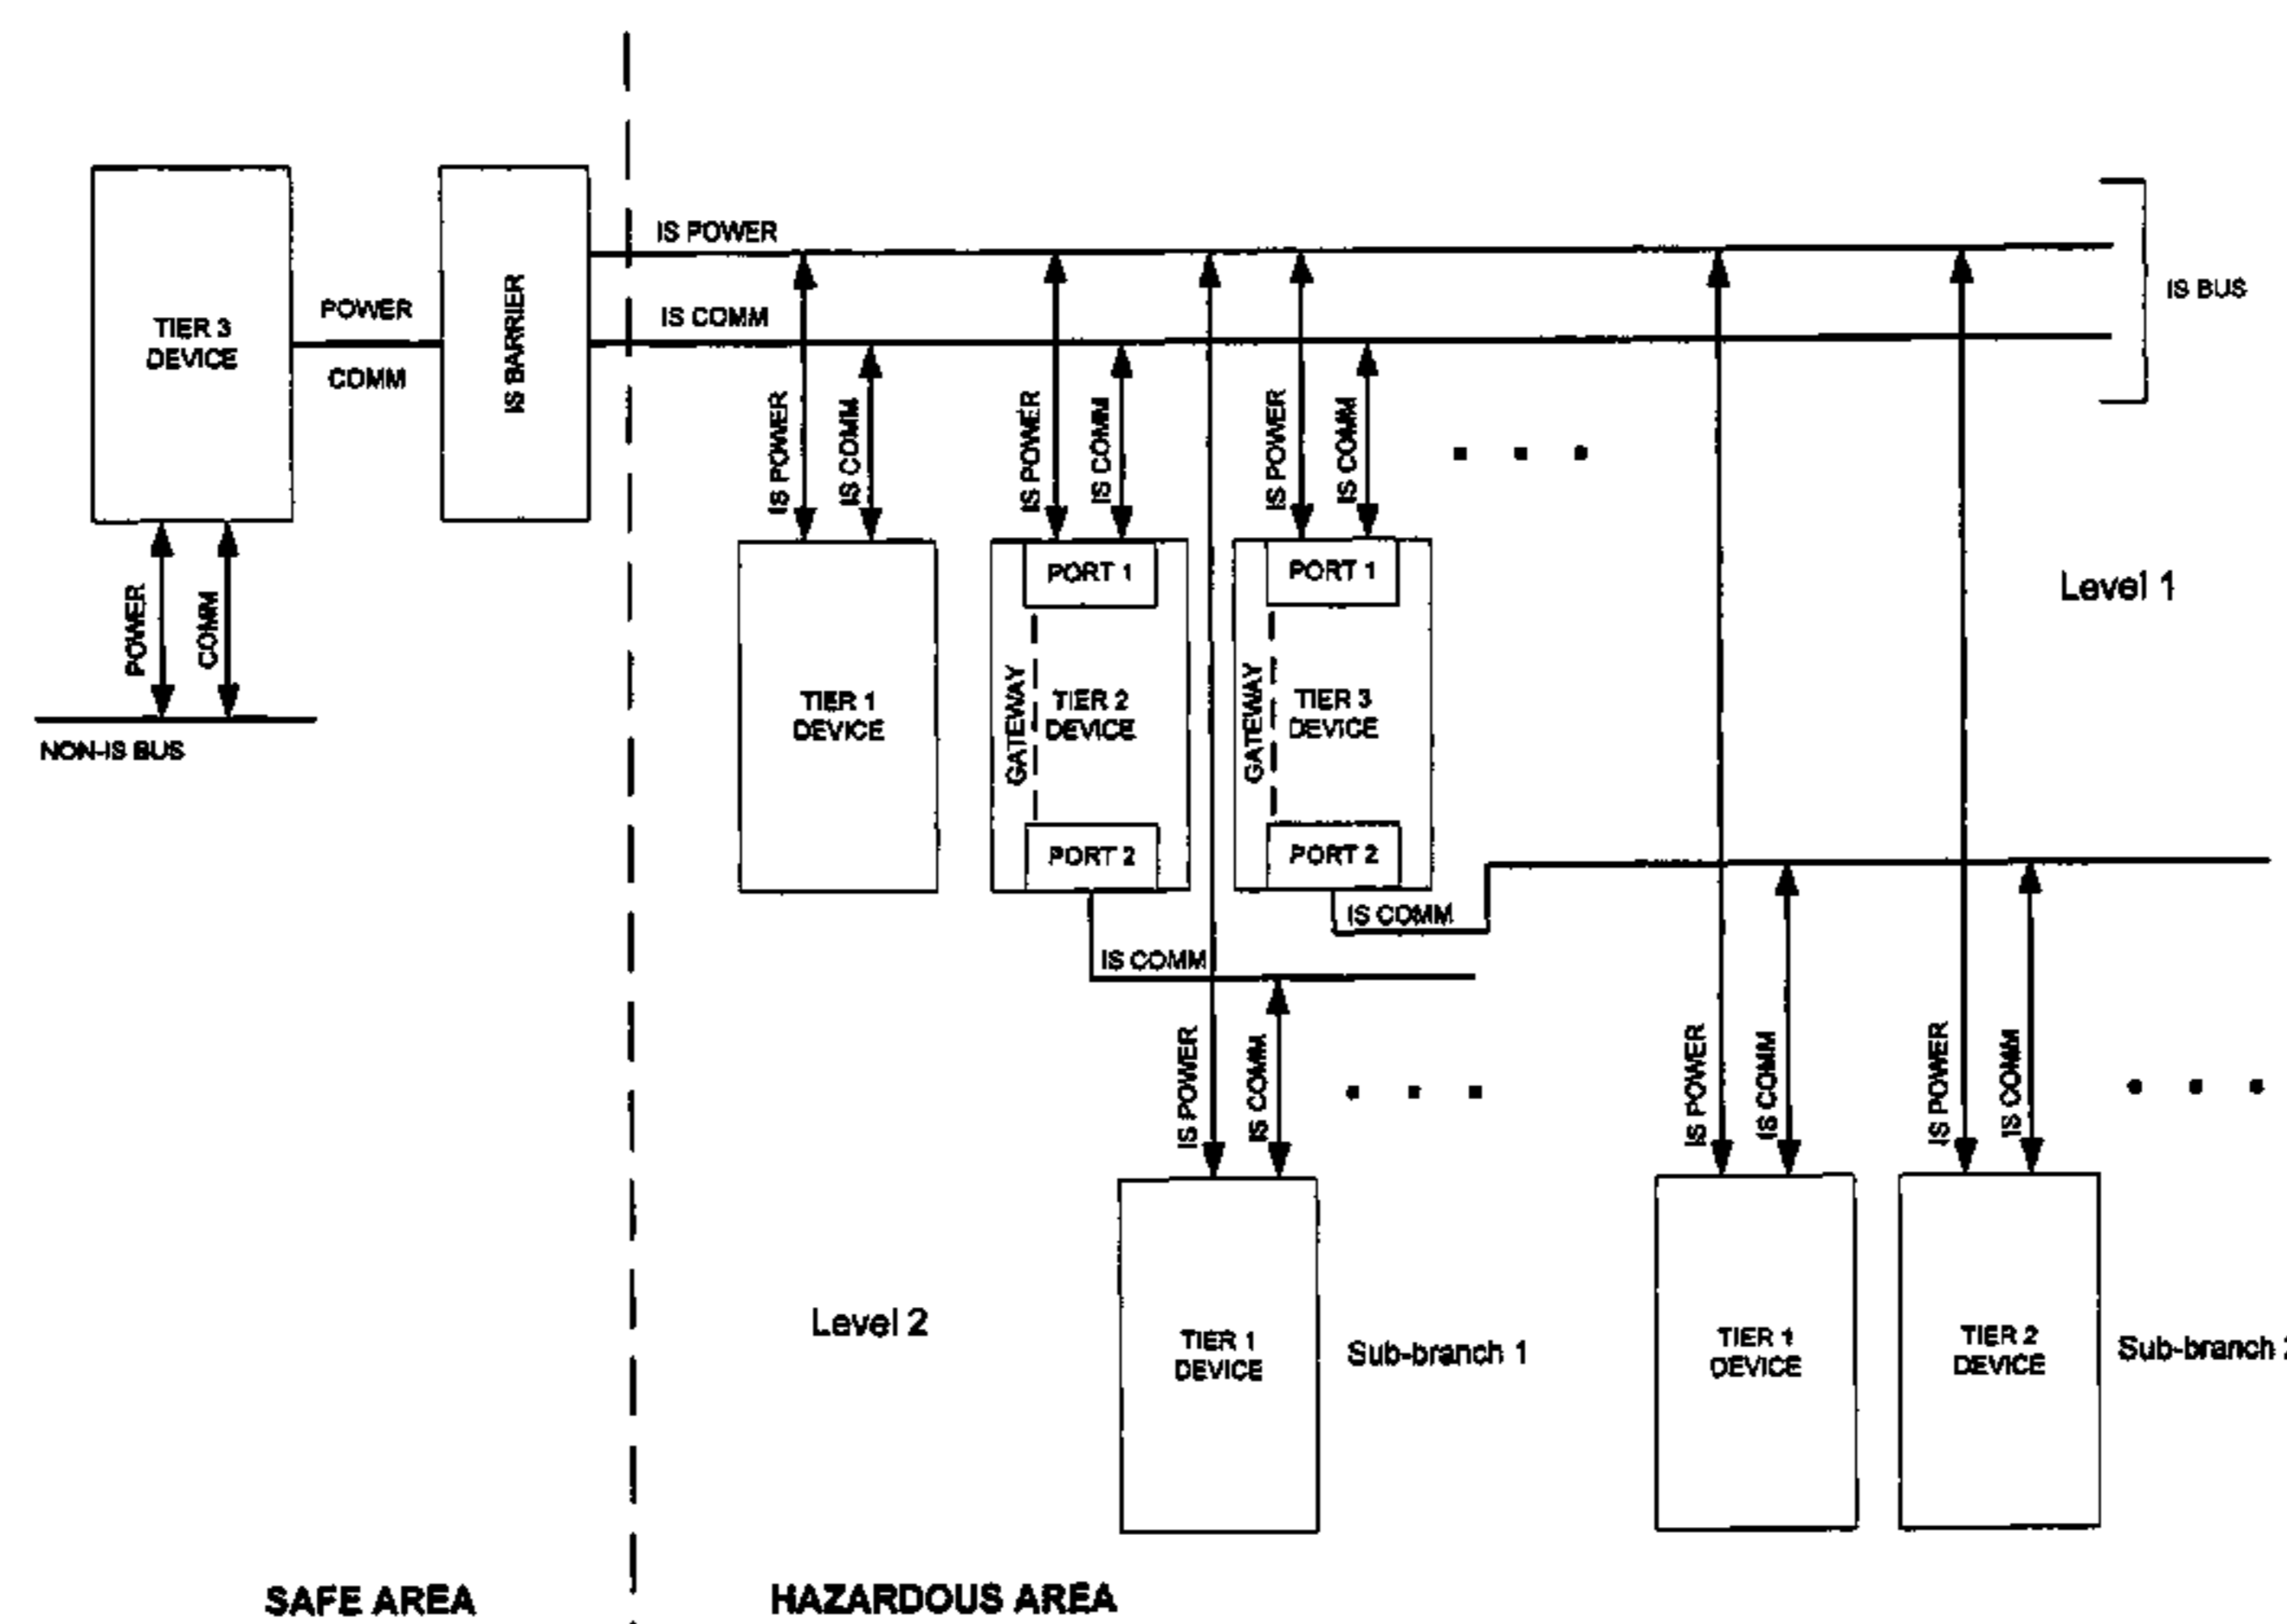 IS POWER
IS COMM
IS BUS
TIER 3
DEVICE
POWER
COMM
IS BARRIER
POWER
COMM
NON-IS BUS
IS POWER
IS COMM
IS POWER
IS COMM
IS POWER
IS COMM
Level 1
TIER 1
DEVICE
PORT 1
GATEWAY
TIER 2
DEVICE
PORT 2
PORT 1
GATEWAY
TIER 3
DEVICE
PORT 2
IS COMM
IS COMM
IS POWER
IS COMM
IS POWER
IS COMM
IS POWER
IS COMM
Level 2
TIER 1
DEVICE
Sub-branch 1
TIER 1
DEVICE
TIER 2
DEVICE
Sub-branch
SAFE AREA
HAZARDOUS AREA